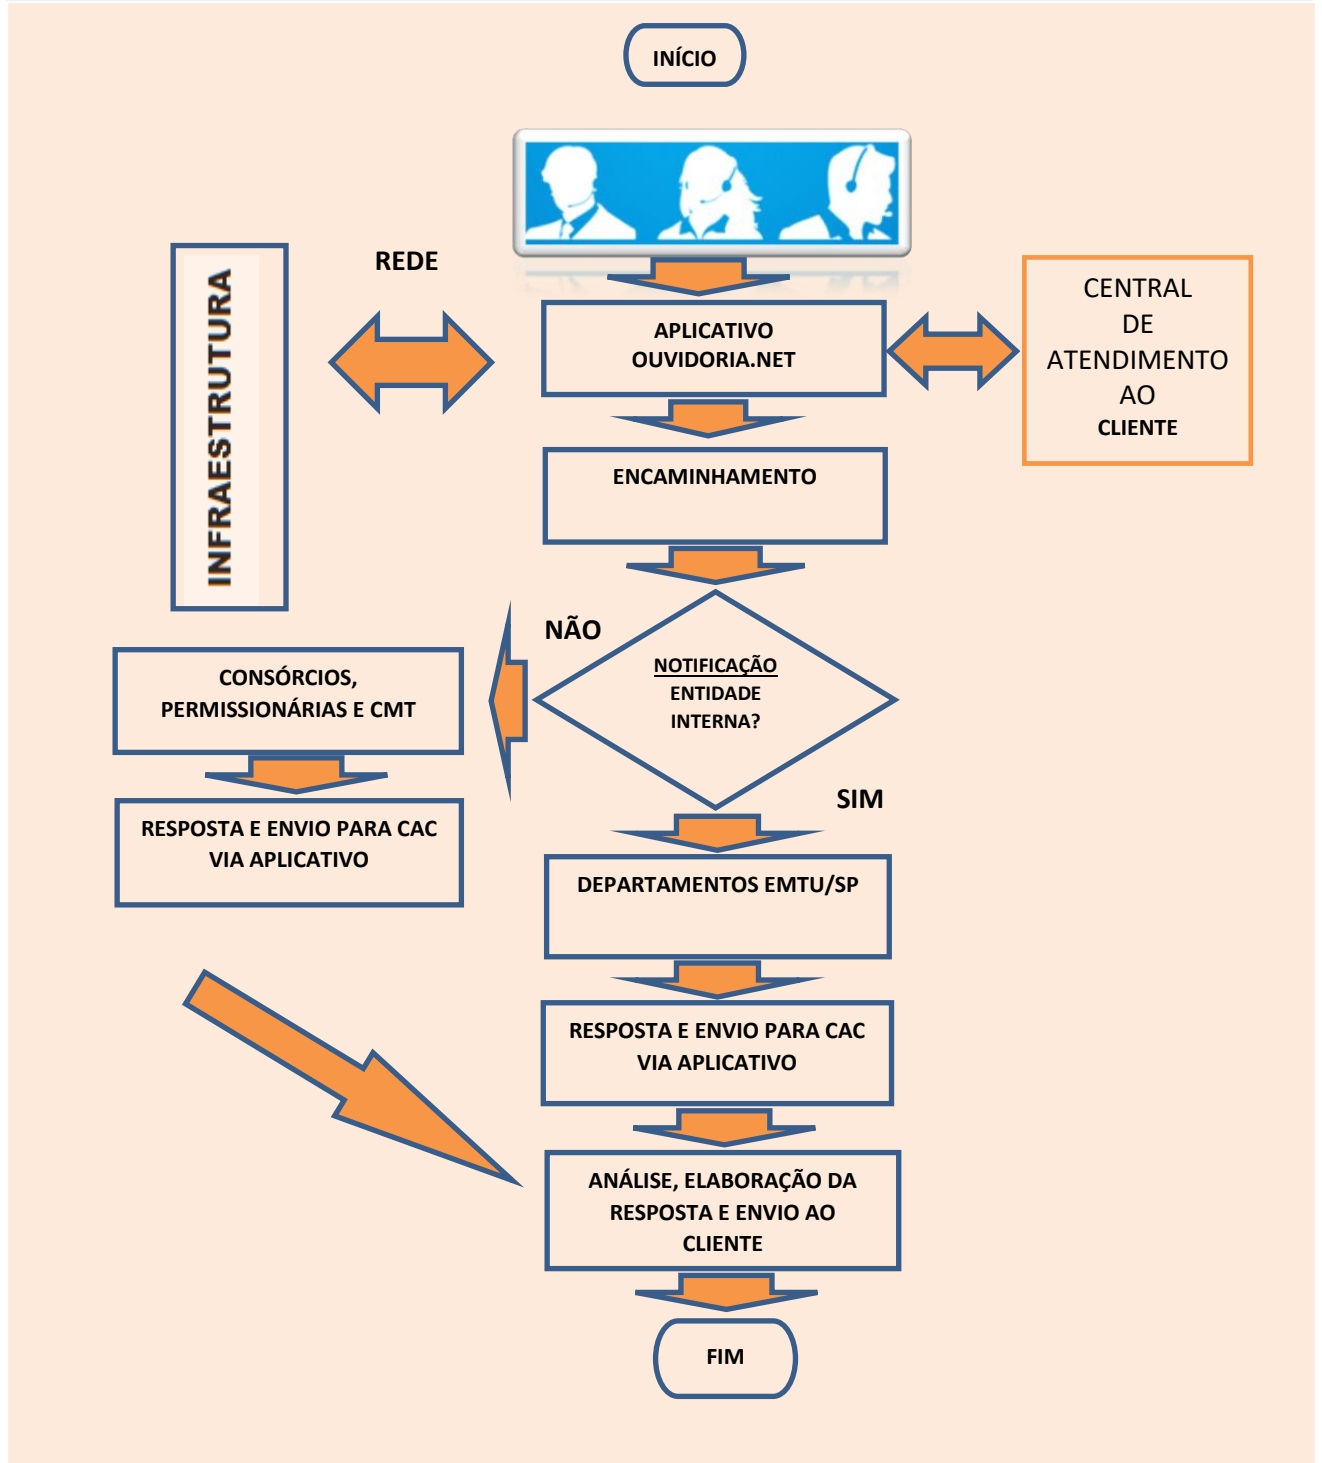 INÍCIO
REDE
INFRAESTRUTURA
APLICATIVO
OUVIDORIA.NET
CENTRAL
DE
ATENDIMENTO
AO
CLIENTE
ENCAMINHAMENTO
NÃO
NOTIFICAÇÃO
ENTIDADE
INTERNA?
CONSÓRCIOS,
PERMISSIONÁRIAS E CMT
SIM
RESPOSTA E ENVIO PARA CAC
VIA APLICATIVO
DEPARTAMENTOS EMTU/SP
RESPOSTA E ENVIO PARA CAC
VIA APLICATIVO
ANÁLISE, ELABORAÇÃO DA
RESPOSTA E ENVIO AO
CLIENTE
FIM